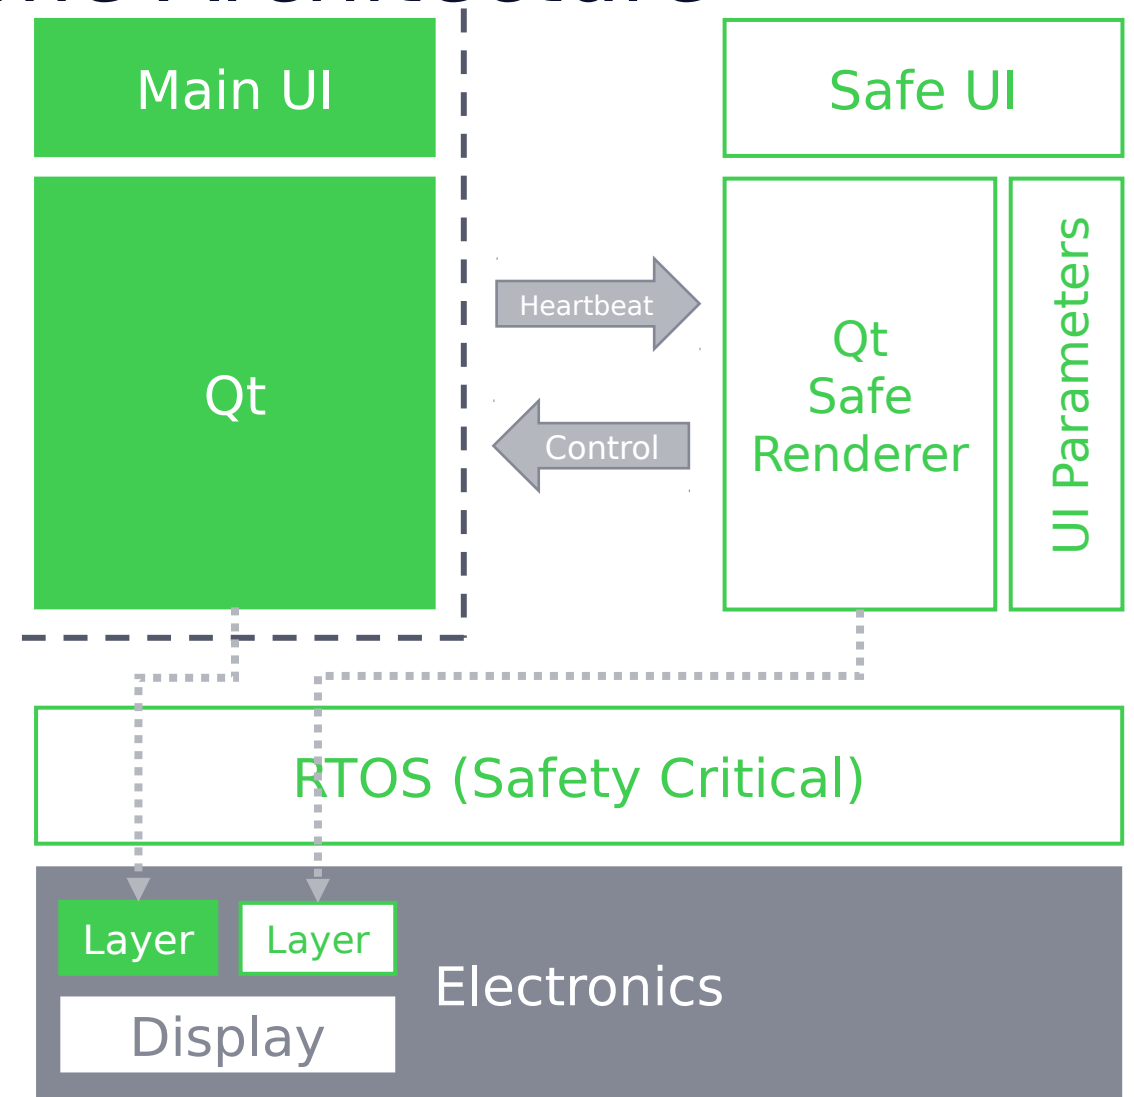 Main UI
Safe UI
Qt
Heartbeat
Control
Qt
Safe
Renderer
UI Parameters
RTOS (Safety Critical)
Layer
Layer
Electronics
Display